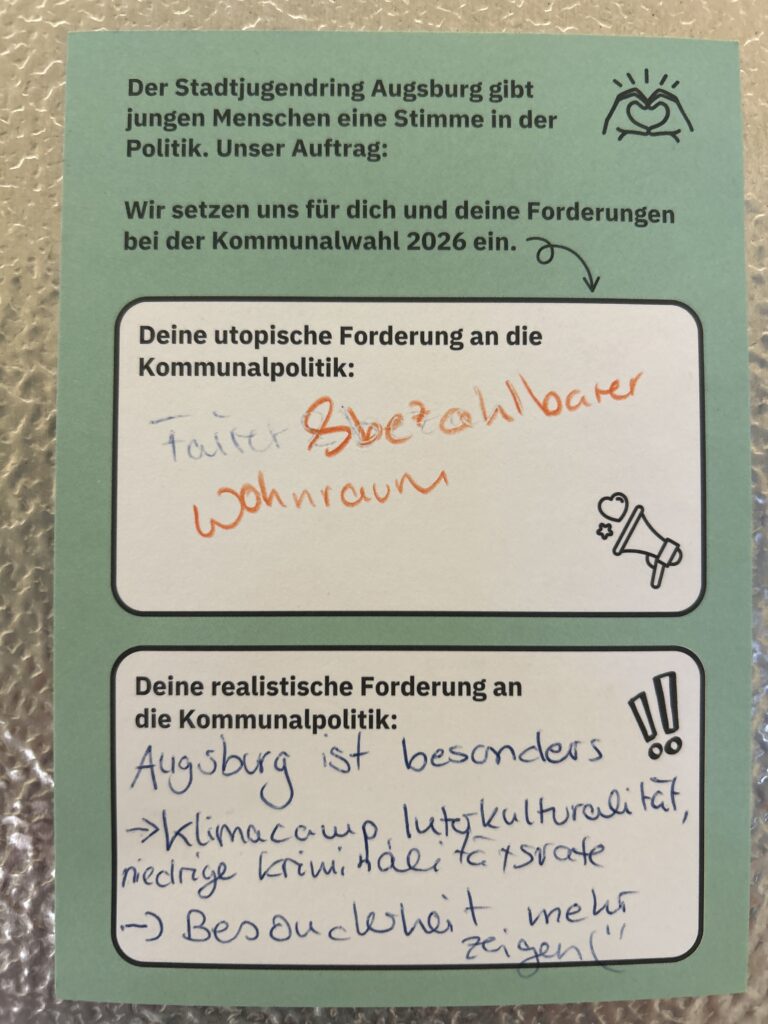 Der Stadtjugendring Augsburg gibt
jungen Menschen eine Stimme in der
Politik. Unser Auftrag:
Wir setzen uns für dich und deine Forderungen
bei der Kommunalwahl 2026 ein.
Deine utopische Forderung an die
Kommunalpolitik:
Fairer & bezahlbarer
Wohnraum
Deine realistische Forderung an
die Kommunalpolitik:
Augsburg ist besonders
→ Klimacamp, Interkulturalität,
niedrige kriminalitätsrate
→ Besonderheit mehr
zeigen!"